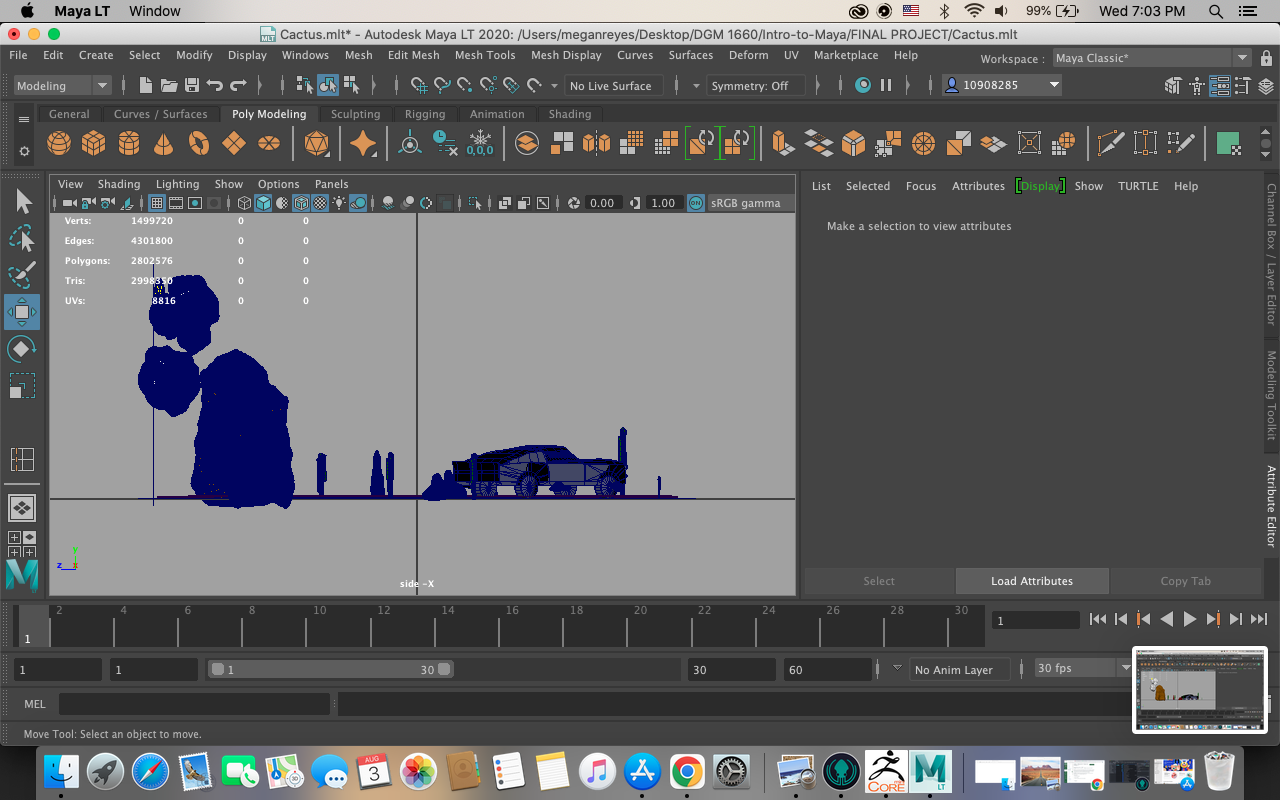 Maya LT Window 99% Wed 7:03 PM
Cactus.mlt* - Autodesk Maya LT 2020: /Users/meganreyes/Desktop/DGM 1660/Intro-to-Maya/FINAL PROJECT/Cactus.mlt
File Edit Create Select Modify Display Windows Mesh Edit Mesh Mesh Tools Mesh Display Curves Surfaces Deform UV Marketplace Help Workspace : Maya Classic*
Modeling No Live Surface Symmetry: Off 10908285
General Curves / Surfaces Poly Modeling Sculpting Rigging Animation Shading
0,0,0
View Shading Lighting Show Options Panels
0.00 1.00 ON sRGB gamma
Verts: 1499720 0 0
Edges: 4301800 0 0
Polygons: 2802576 0 0
Tris: 2998350 0 0
UVs: 8816 0 0
y
z x
side -X
List Selected Focus Attributes Display Show TURTLE Help
Make a selection to view attributes
Channel Box / Layer Editor
Modeling Toolkit
Attribute Editor
Select Load Attributes Copy Tab
2 4 6 8 10 12 14 16 18 20 22 24 26 28 30
1 1
1 1 1 30 30 60 No Anim Layer 30 fps
MEL
Move Tool: Select an object to move.
AUG
3
CORE
LT